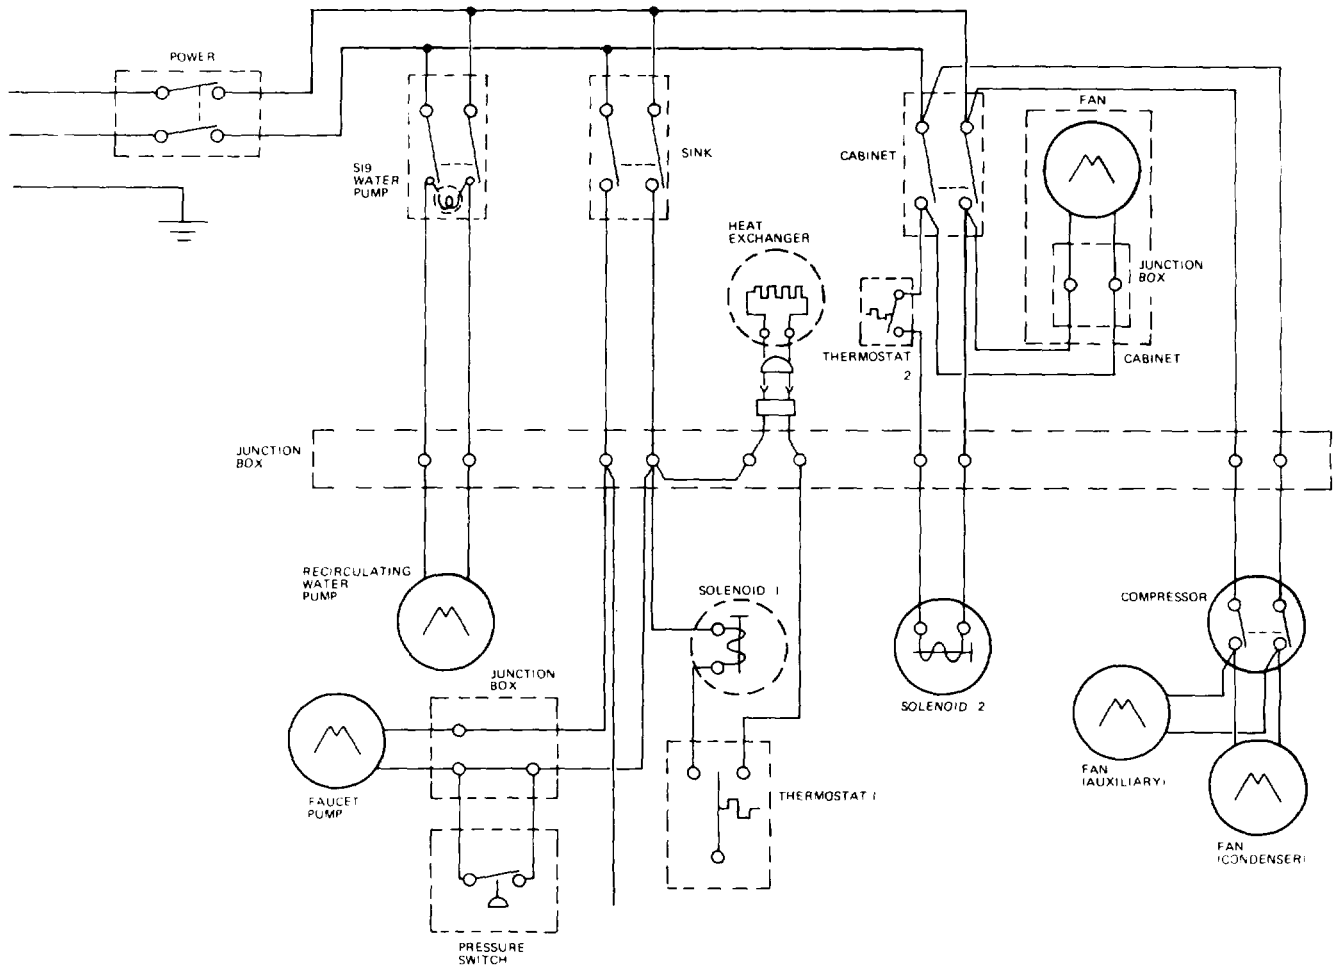 POWER
FAN
SI9
WATER
PUMP
SINK
CABINET
HEAT
EXCHANGER
JUNCTION
BOX
THERMOSTAT
2
CABINET
JUNCTION
BOX
RECIRCULATING
WATER
PUMP
SOLENOID 1
COMPRESSOR
JUNCTION
BOX
SOLENOID 2
FAUCET
PUMP
THERMOSTAT 1
FAN
(AUXILIARY)
FAN
(CONDENSER)
PRESSURE
SWITCH